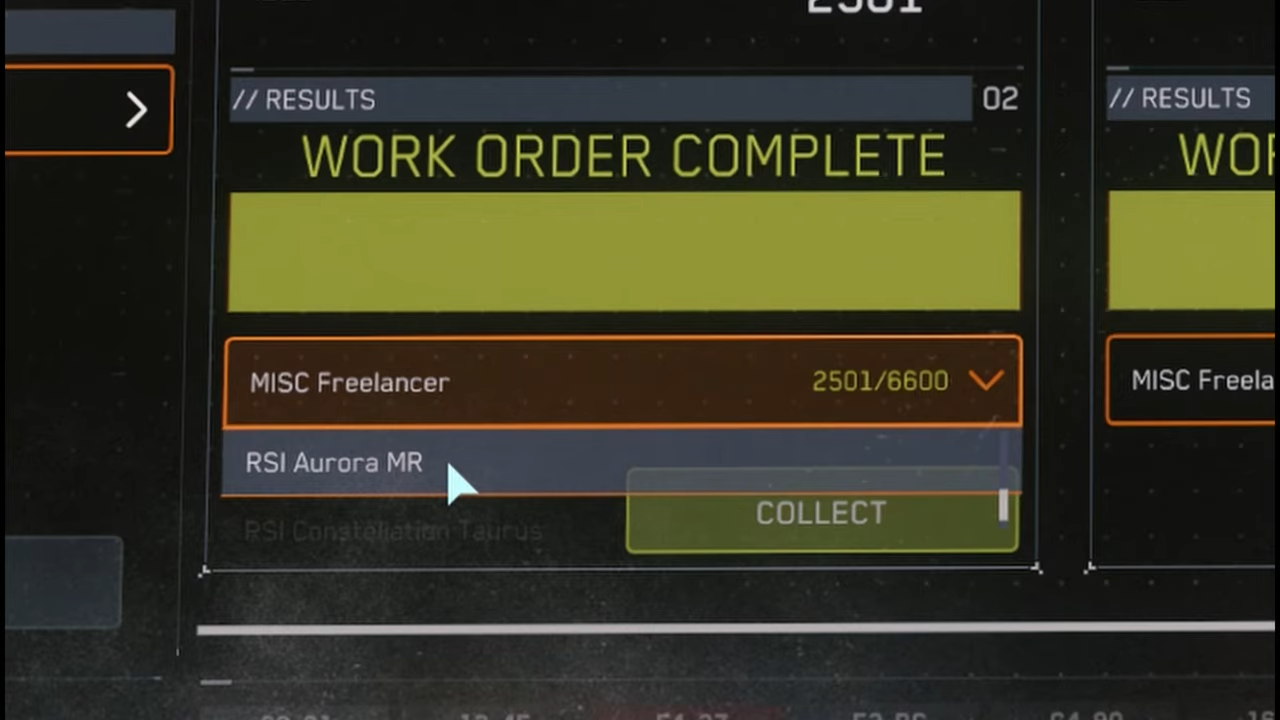 2501
// RESULTS
02
WORK ORDER COMPLETE
MISC Freelancer
2501/6600
RSI Aurora MR
RSI Constellation Taurus
COLLECT
// RESULTS
MISC Freela